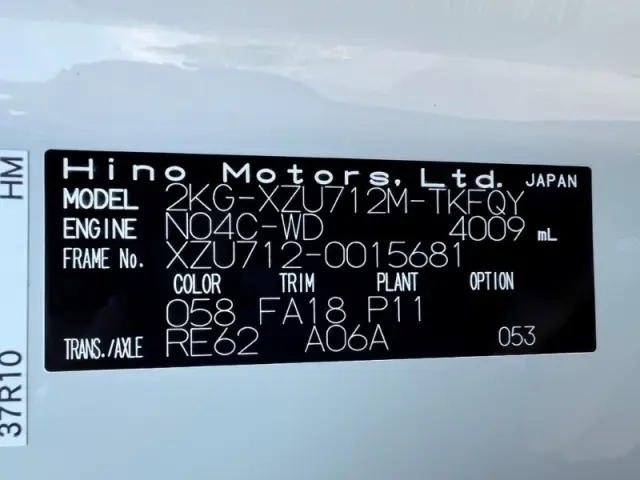 Hino Motors, Ltd. JAPAN
MODEL 2KG-XZU712M-TKFQY
ENGINE N04C-WD 4009 mL
FRAME No. XZU712-0015681
COLOR TRIM PLANT OPTION
058 FA18 P11
TRANS./AXLE RE62 A06A 053
HM
37R10